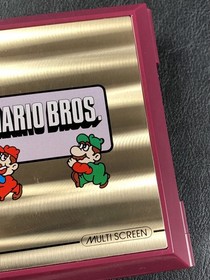 MARIO BROS.
MULTI SCREEN